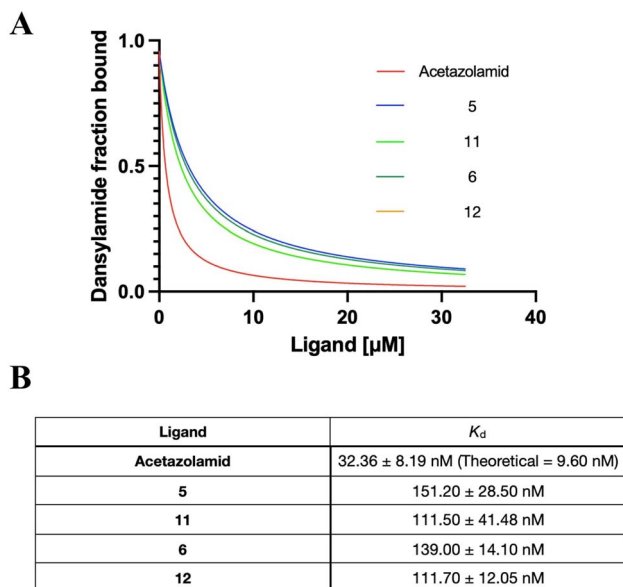 A
Dansylamide fraction bound
1.0
0.5
0.0
0 10 20 30 40
Ligand [µM]
Acetazolamid
5
11
6
12
B
Ligand Kd
Acetazolamid 32.36 ± 8.19 nM (Theoretical = 9.60 nM)
5 151.20 ± 28.50 nM
11 111.50 ± 41.48 nM
6 139.00 ± 14.10 nM
12 111.70 ± 12.05 nM